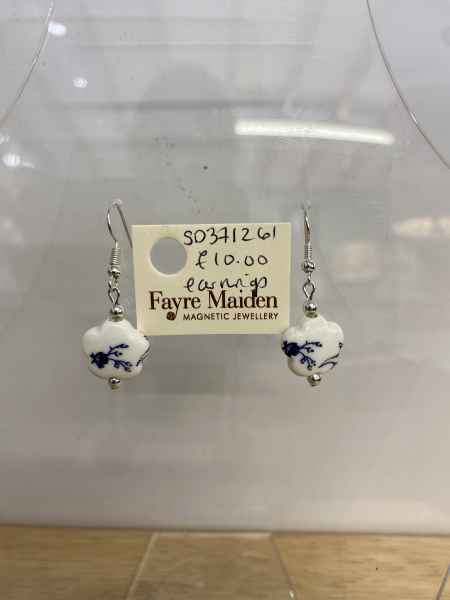 S0371261
£10.00
earrings
Fayre Maiden
MAGNETIC JEWELLERY